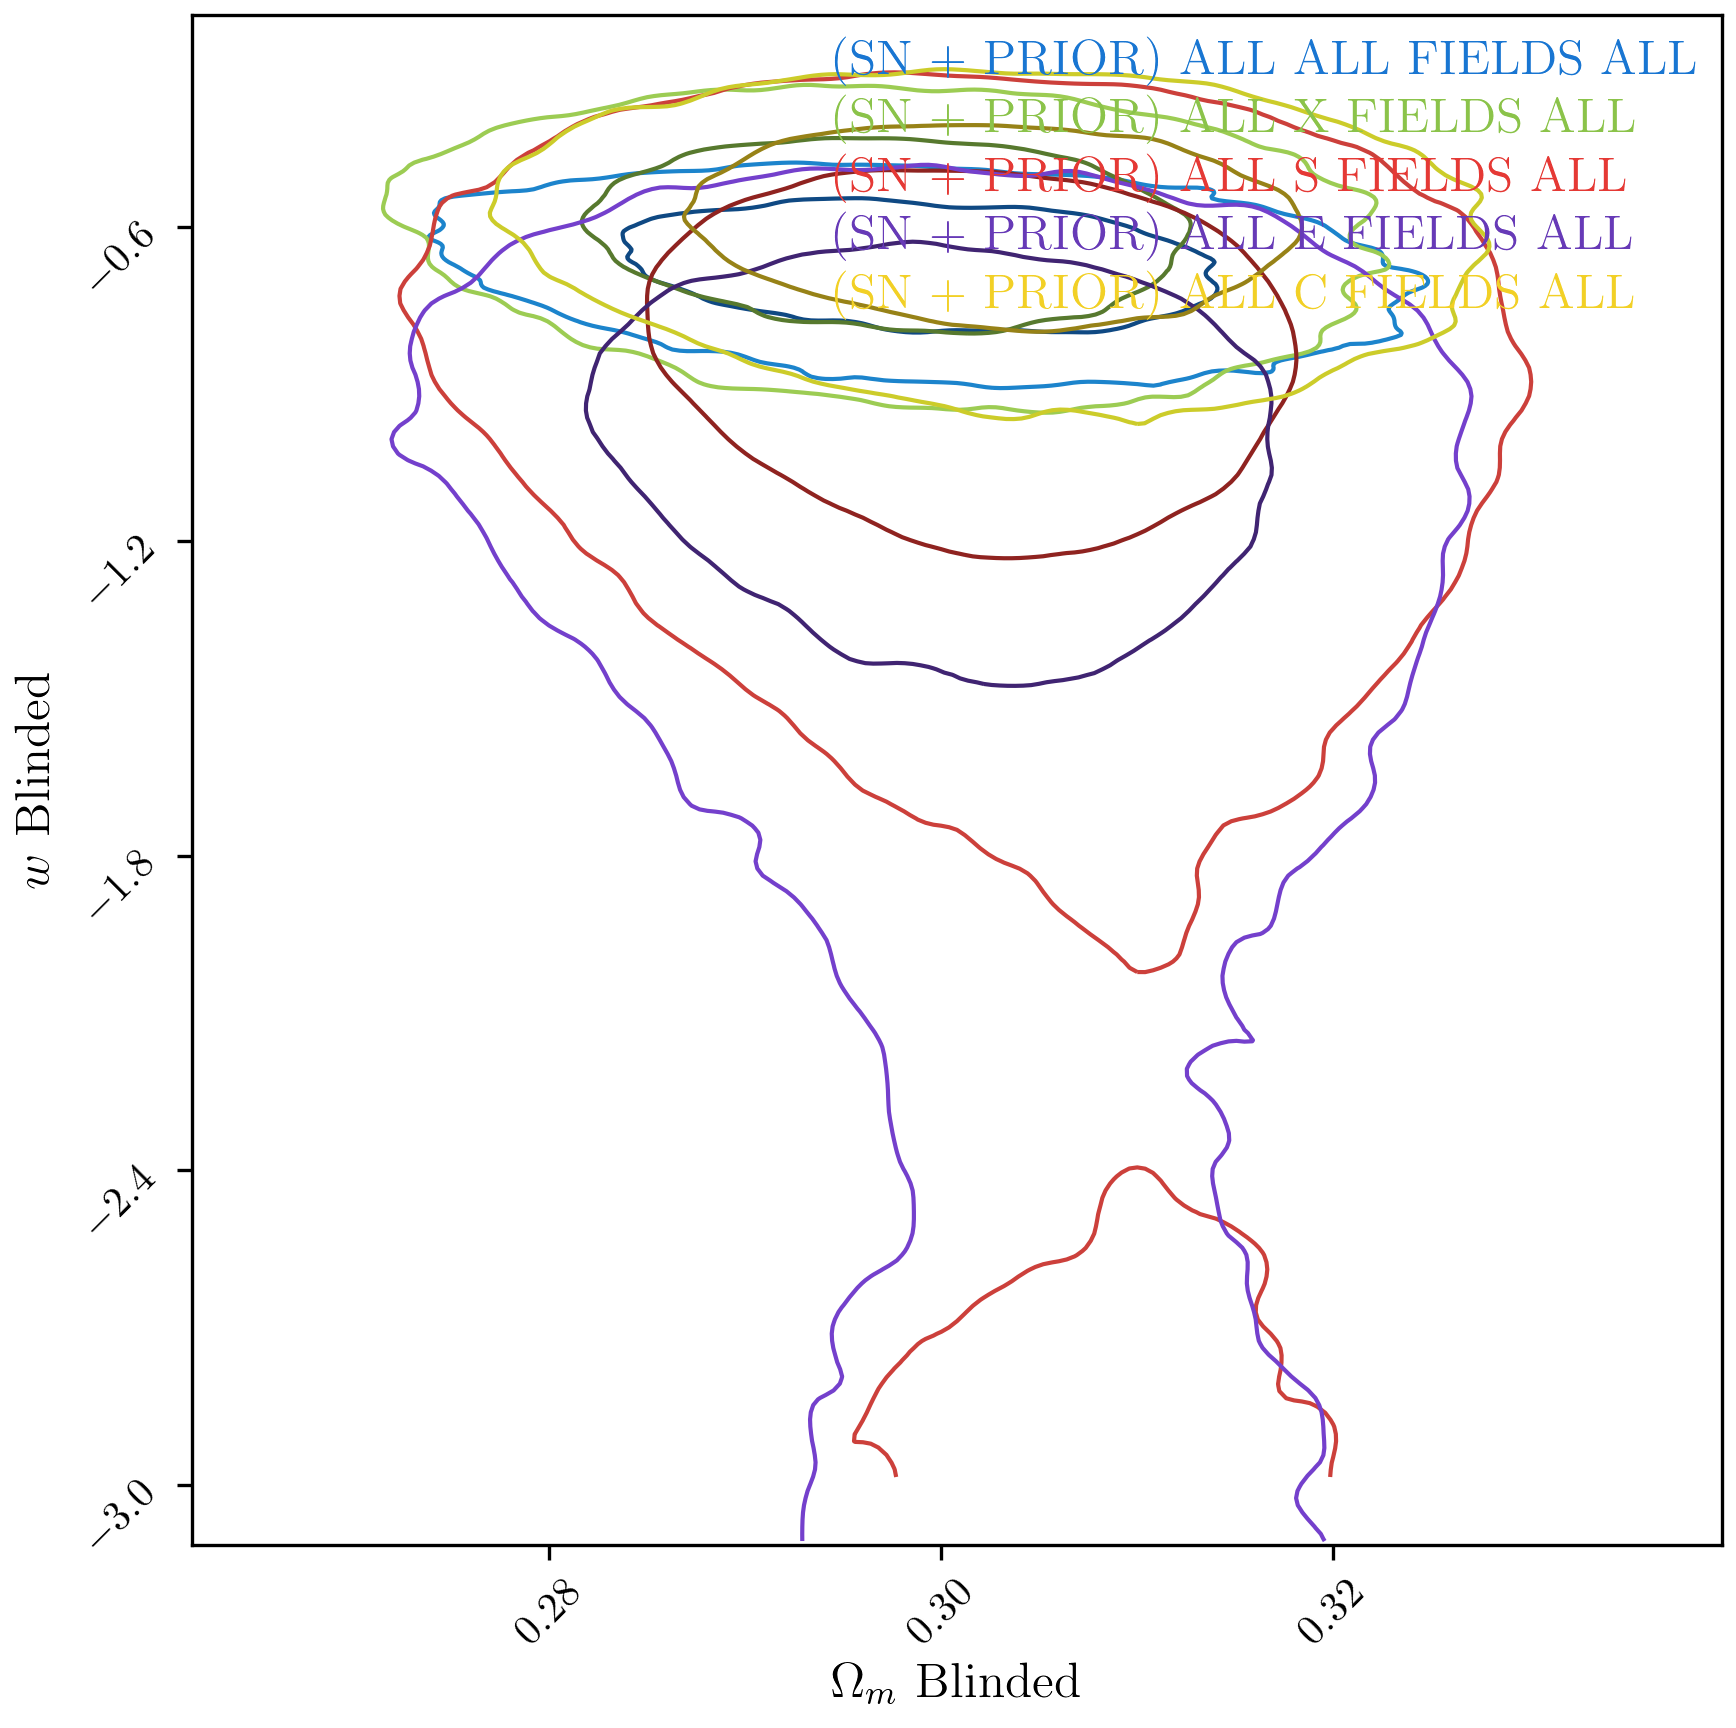 (SN + PRIOR) ALL ALL FIELDS ALL
(SN + PRIOR) ALL X FIELDS ALL
(SN + PRIOR) ALL S FIELDS ALL
(SN + PRIOR) ALL E FIELDS ALL
(SN + PRIOR) ALL C FIELDS ALL
−0.6
−1.2
−1.8
−2.4
−3.0
w Blinded
0.28
0.30
0.32
Ωm Blinded